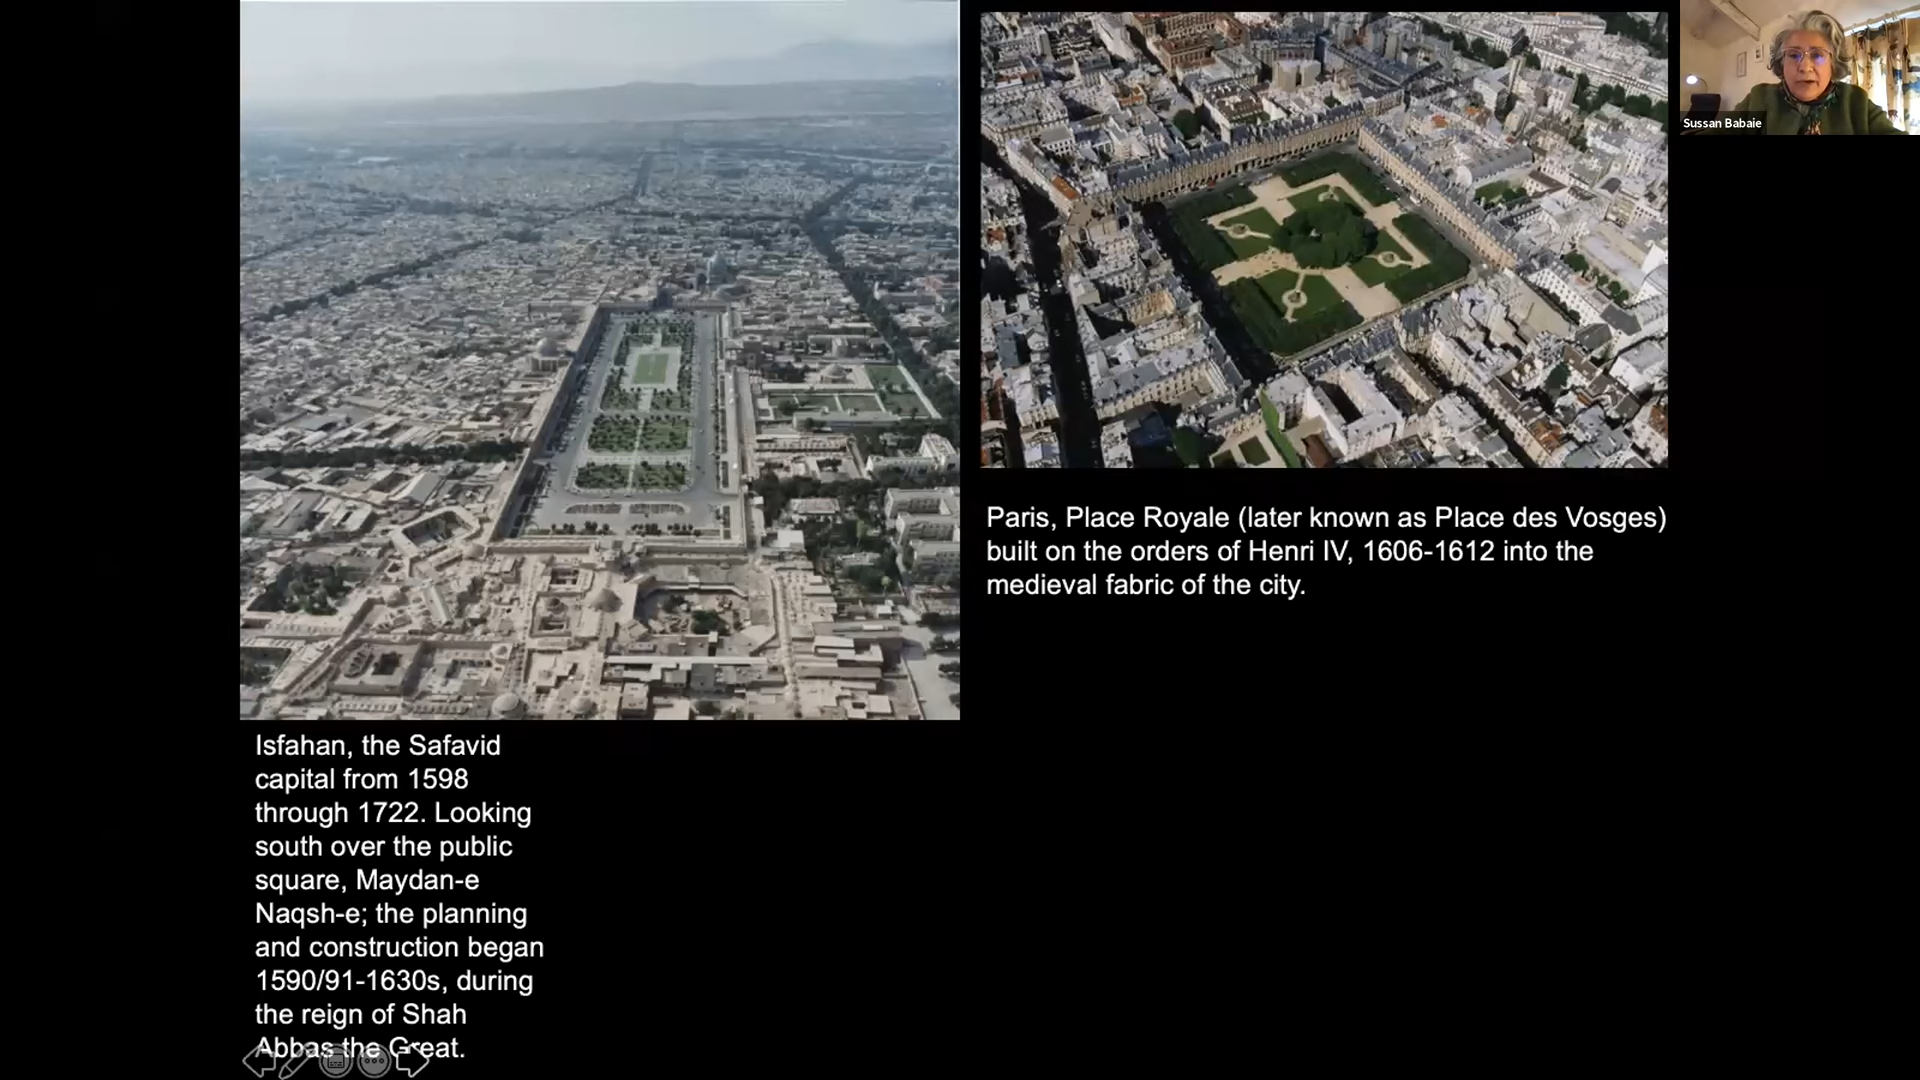 Sussan Babaie
Paris, Place Royale (later known as Place des Vosges)
built on the orders of Henri IV, 1606-1612 into the
medieval fabric of the city.
Isfahan, the Safavid
capital from 1598
through 1722. Looking
south over the public
square, Maydan-e
Naqsh-e; the planning
and construction began
1590/91-1630s, during
the reign of Shah
Abbas the Great.